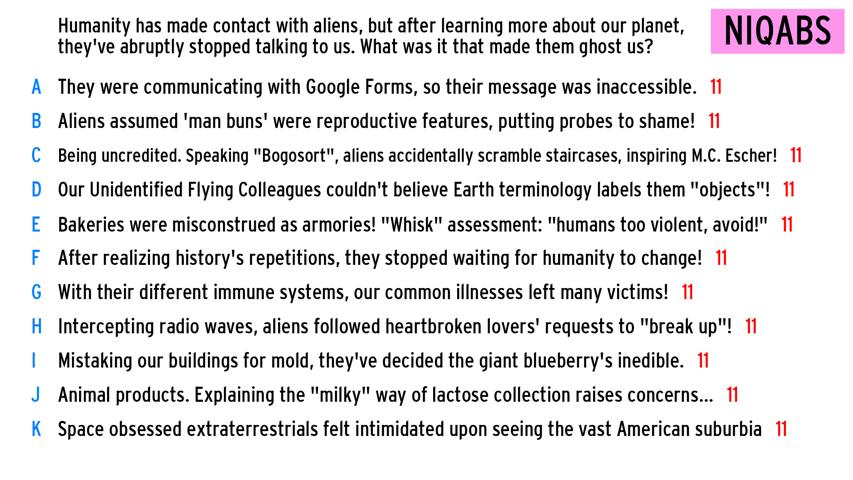 Humanity has made contact with aliens, but after learning more about our planet,
they've abruptly stopped talking to us. What was it that made them ghost us?
NIQABS
A They were communicating with Google Forms, so their message was inaccessible. 11
B Aliens assumed 'man buns' were reproductive features, putting probes to shame! 11
C Being uncredited. Speaking "Bogosort", aliens accidentally scramble staircases, inspiring M.C. Escher! 11
D Our Unidentified Flying Colleagues couldn't believe Earth terminology labels them "objects"! 11
E Bakeries were misconstrued as armories! "Whisk" assessment: "humans too violent, avoid!" 11
F After realizing history's repetitions, they stopped waiting for humanity to change! 11
G With their different immune systems, our common illnesses left many victims! 11
H Intercepting radio waves, aliens followed heartbroken lovers' requests to "break up"! 11
I Mistaking our buildings for mold, they've decided the giant blueberry's inedible. 11
J Animal products. Explaining the "milky" way of lactose collection raises concerns... 11
K Space obsessed extraterrestrials felt intimidated upon seeing the vast American suburbia 11